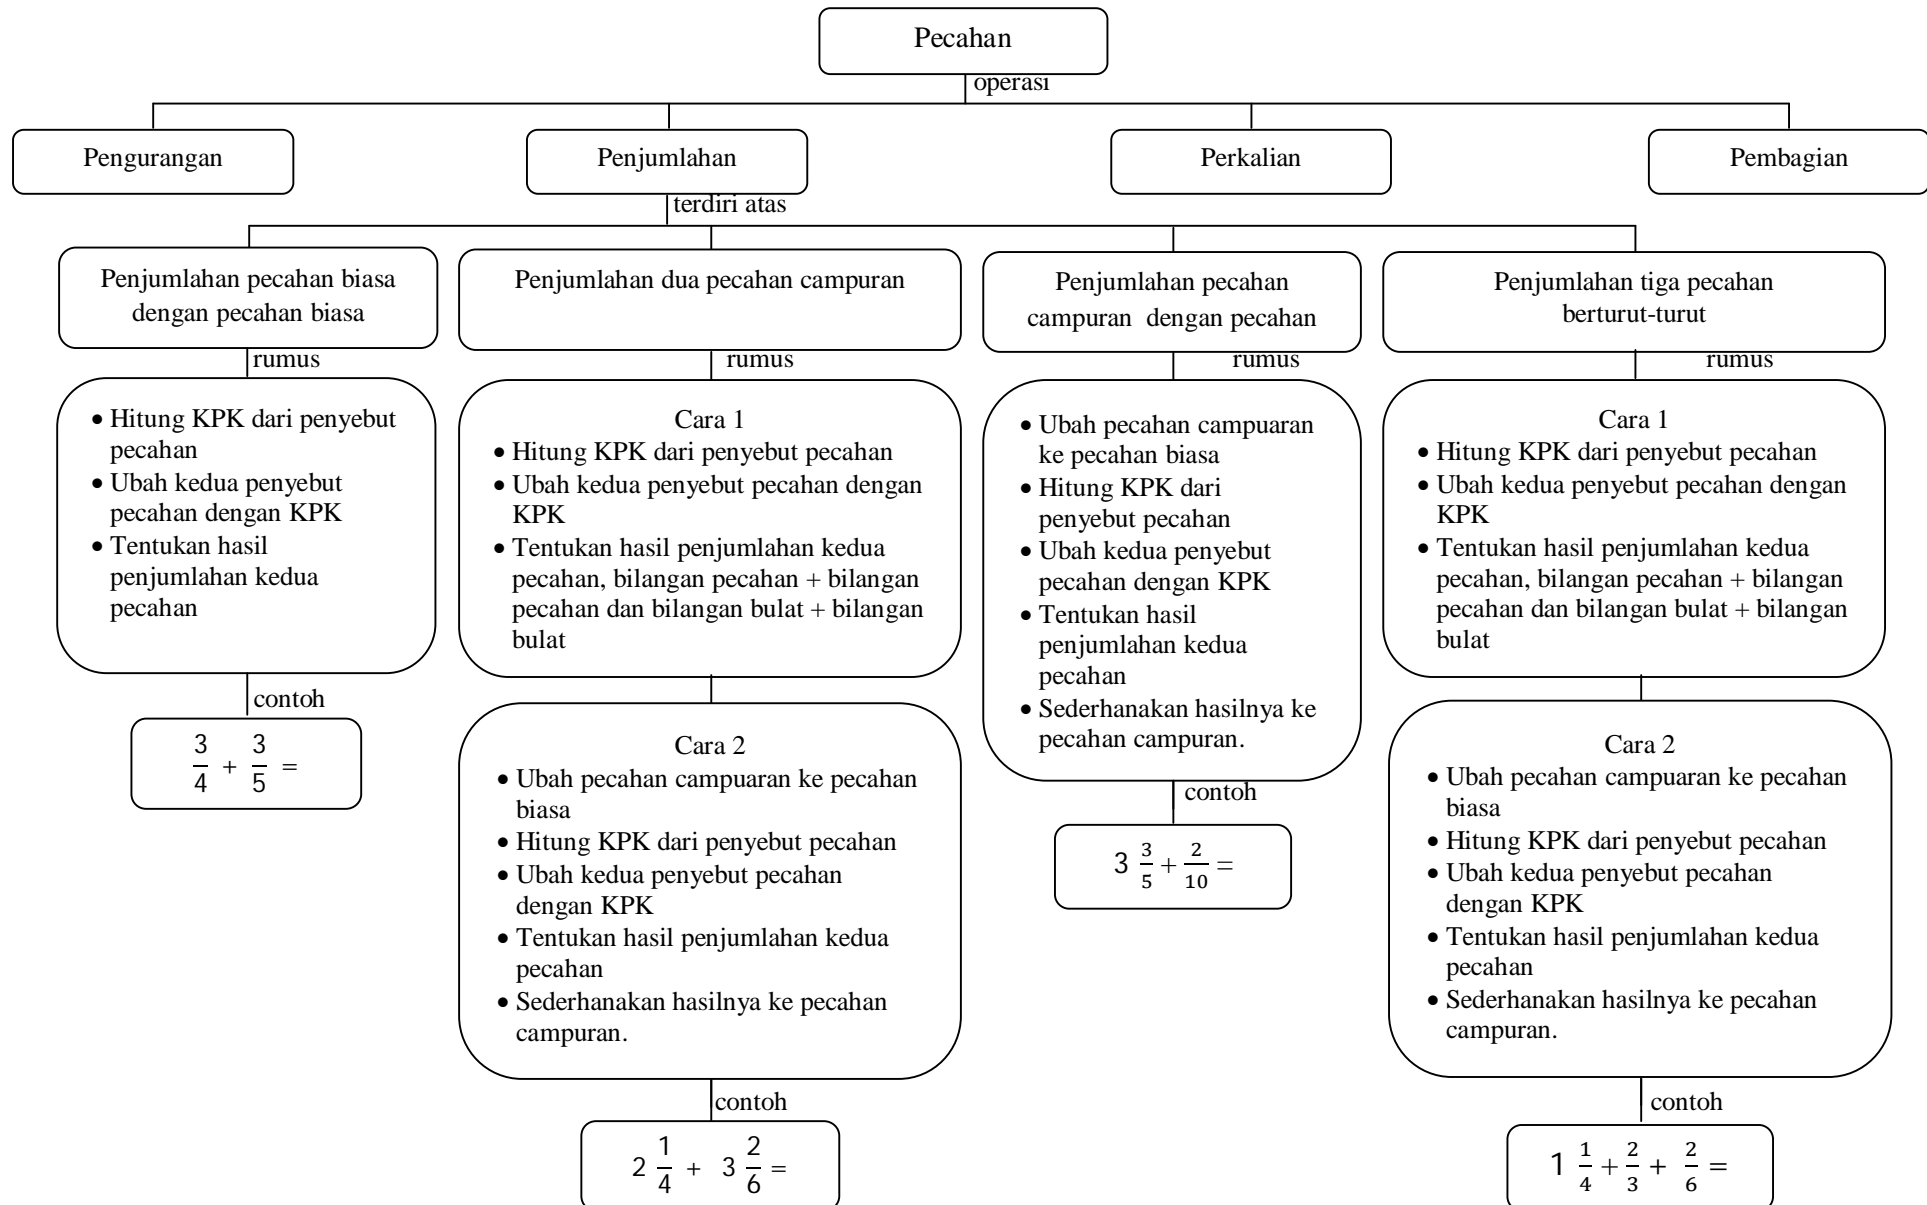 Pecahan
operasi
Pengurangan
Penjumlahan
Perkalian
Pembagian
terdiri atas
Penjumlahan pecahan biasa
dengan pecahan biasa
Penjumlahan dua pecahan campuran
Penjumlahan pecahan
campuran dengan pecahan
Penjumlahan tiga pecahan
berturut-turut
rumus
rumus
rumus
rumus
• Hitung KPK dari penyebut
pecahan
• Ubah kedua penyebut
pecahan dengan KPK
• Tentukan hasil
penjumlahan kedua
pecahan
contoh
3/4 + 3/5 =
Cara 1
• Hitung KPK dari penyebut pecahan
• Ubah kedua penyebut pecahan dengan
KPK
• Tentukan hasil penjumlahan kedua
pecahan, bilangan pecahan + bilangan
pecahan dan bilangan bulat + bilangan
bulat
Cara 2
• Ubah pecahan campuaran ke pecahan
biasa
• Hitung KPK dari penyebut pecahan
• Ubah kedua penyebut pecahan
dengan KPK
• Tentukan hasil penjumlahan kedua
pecahan
• Sederhanakan hasilnya ke pecahan
campuran.
contoh
2 1/4 + 3 2/6 =
• Ubah pecahan campuaran
ke pecahan biasa
• Hitung KPK dari
penyebut pecahan
• Ubah kedua penyebut
pecahan dengan KPK
• Tentukan hasil
penjumlahan kedua
pecahan
• Sederhanakan hasilnya ke
pecahan campuran.
contoh
3 3/5 + 2/10 =
Cara 1
• Hitung KPK dari penyebut pecahan
• Ubah kedua penyebut pecahan dengan
KPK
• Tentukan hasil penjumlahan kedua
pecahan, bilangan pecahan + bilangan
pecahan dan bilangan bulat + bilangan
bulat
Cara 2
• Ubah pecahan campuaran ke pecahan
biasa
• Hitung KPK dari penyebut pecahan
• Ubah kedua penyebut pecahan
dengan KPK
• Tentukan hasil penjumlahan kedua
pecahan
• Sederhanakan hasilnya ke pecahan
campuran.
contoh
1 1/4 + 2/3 + 2/6 =